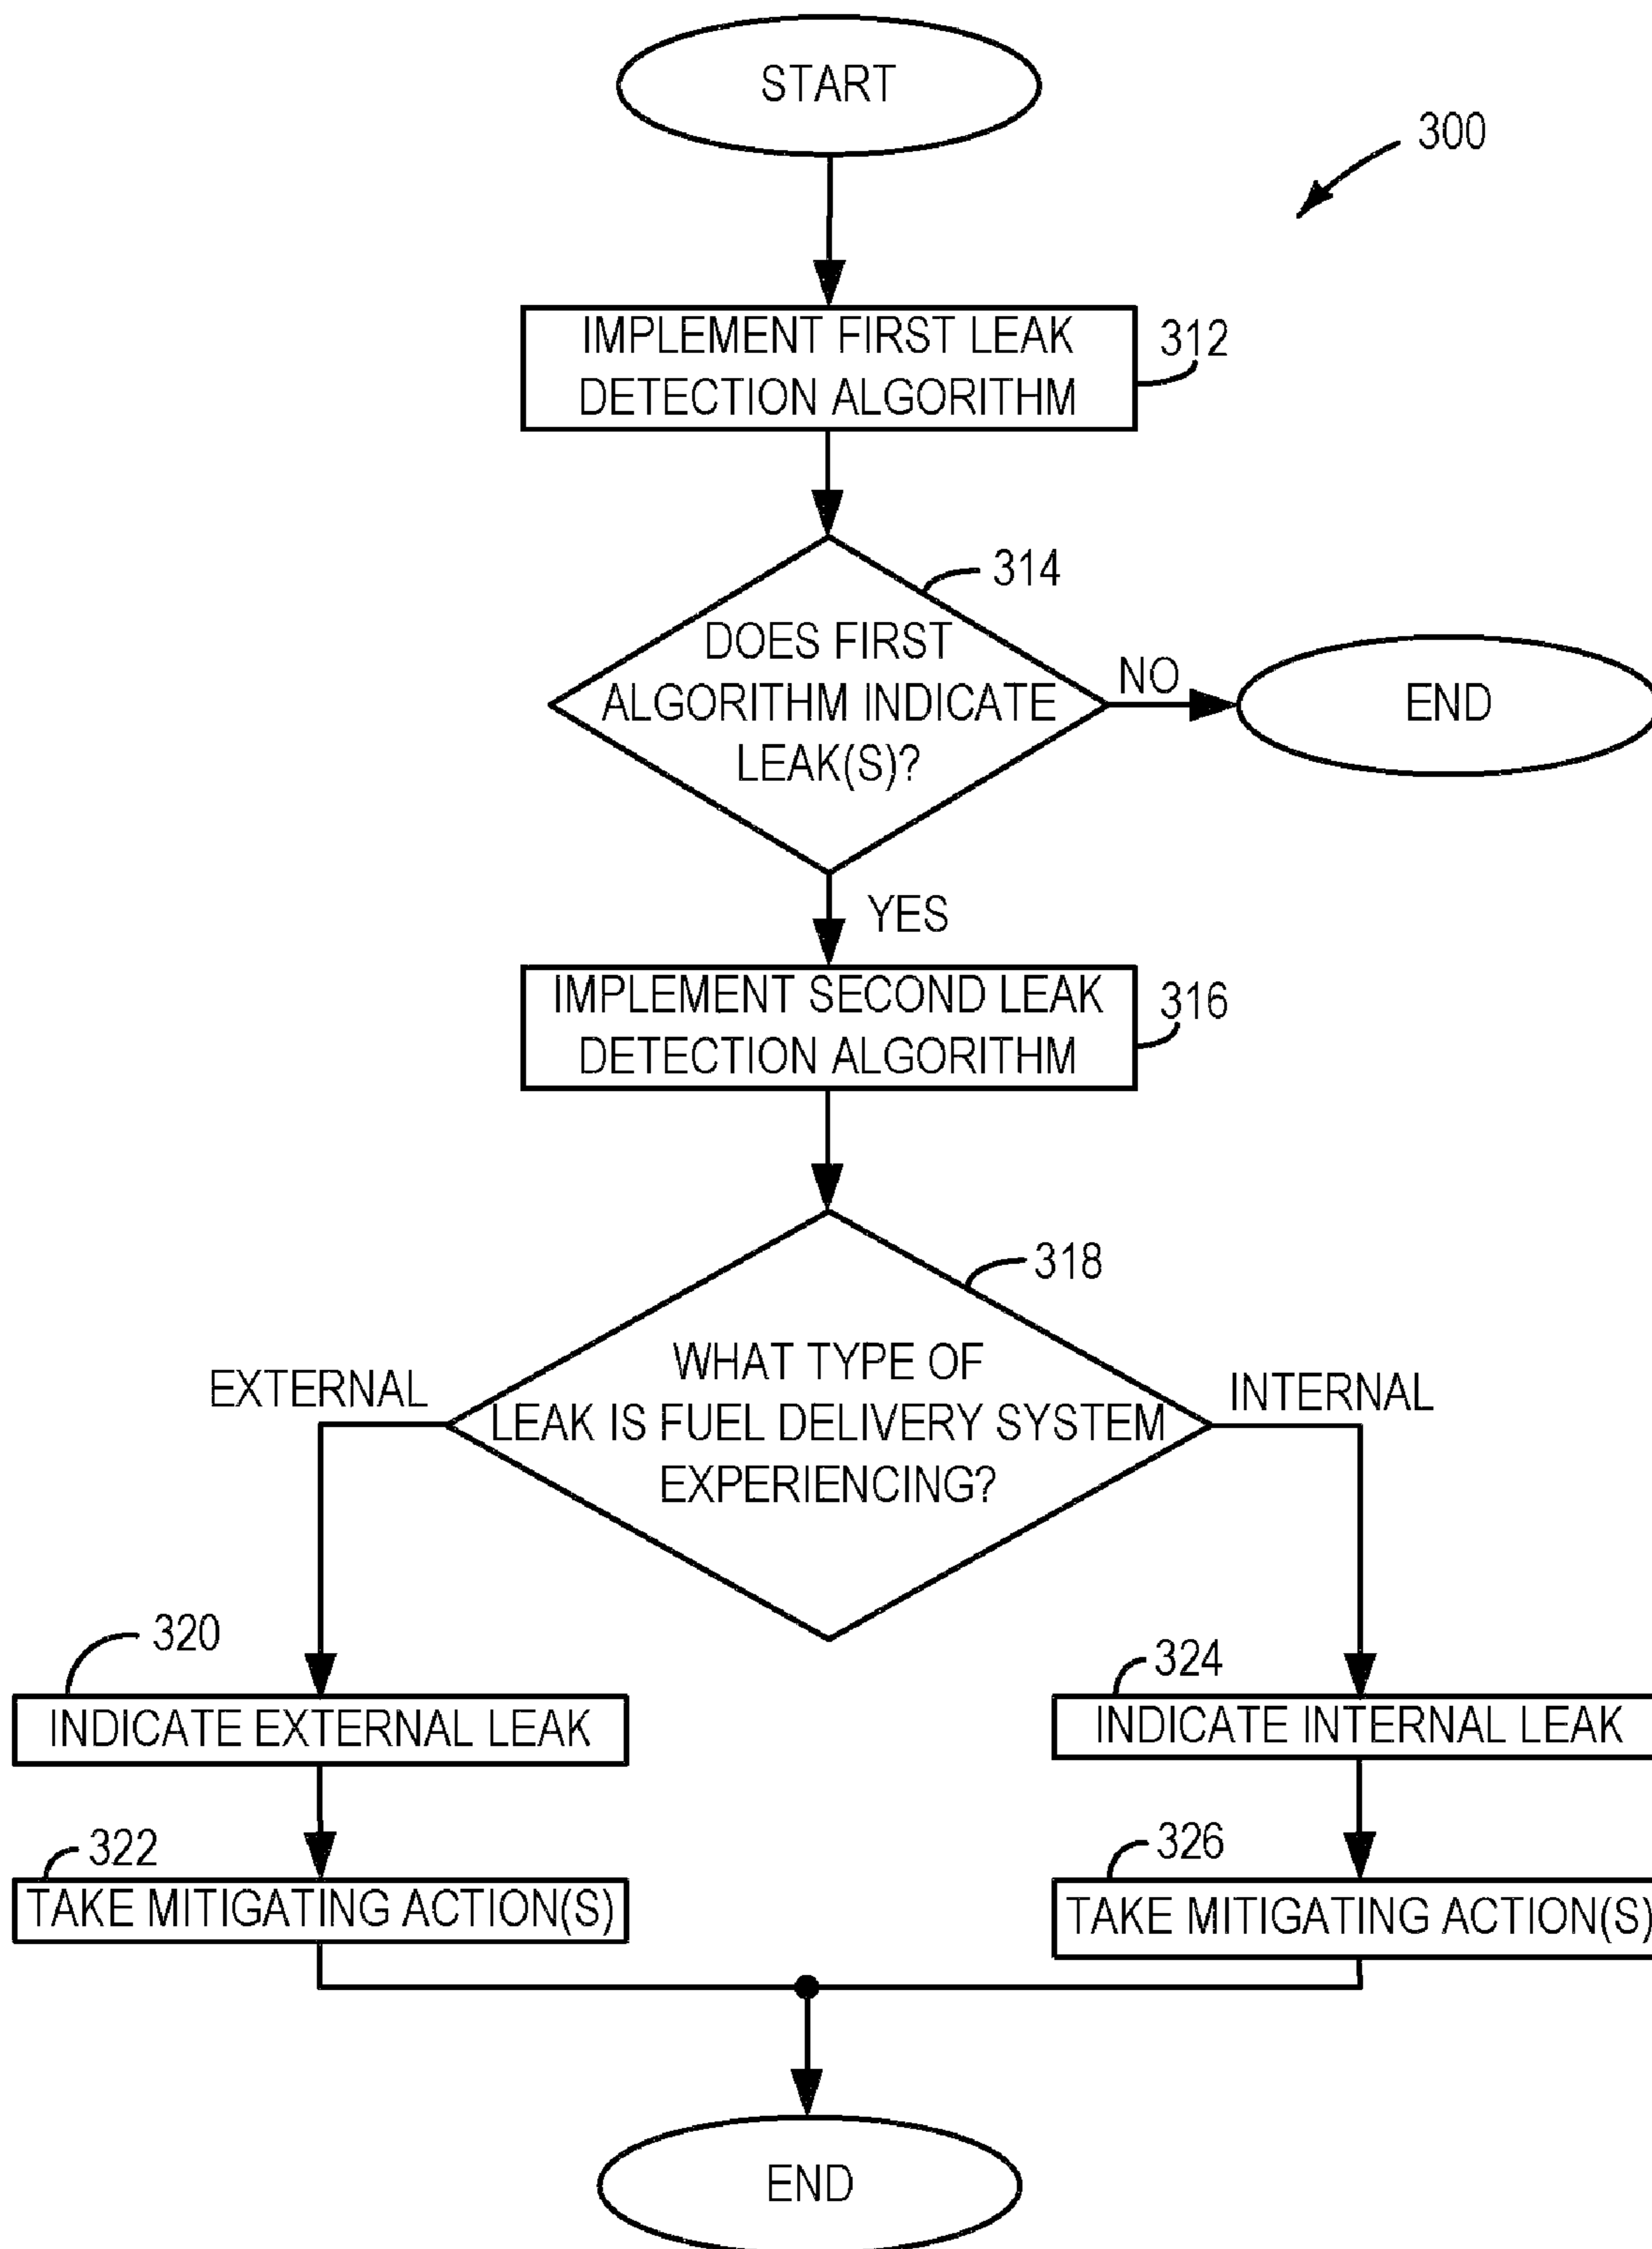 START
300
IMPLEMENT FIRST LEAK
DETECTION ALGORITHM
312
314
DOES FIRST
ALGORITHM INDICATE
LEAK(S)?
NO
END
YES
IMPLEMENT SECOND LEAK
DETECTION ALGORITHM
316
318
WHAT TYPE OF
LEAK IS FUEL DELIVERY SYSTEM
EXPERIENCING?
EXTERNAL
INTERNAL
320
INDICATE EXTERNAL LEAK
324
INDICATE INTERNAL LEAK
322
TAKE MITIGATING ACTION(S)
326
TAKE MITIGATING ACTION(S)
END